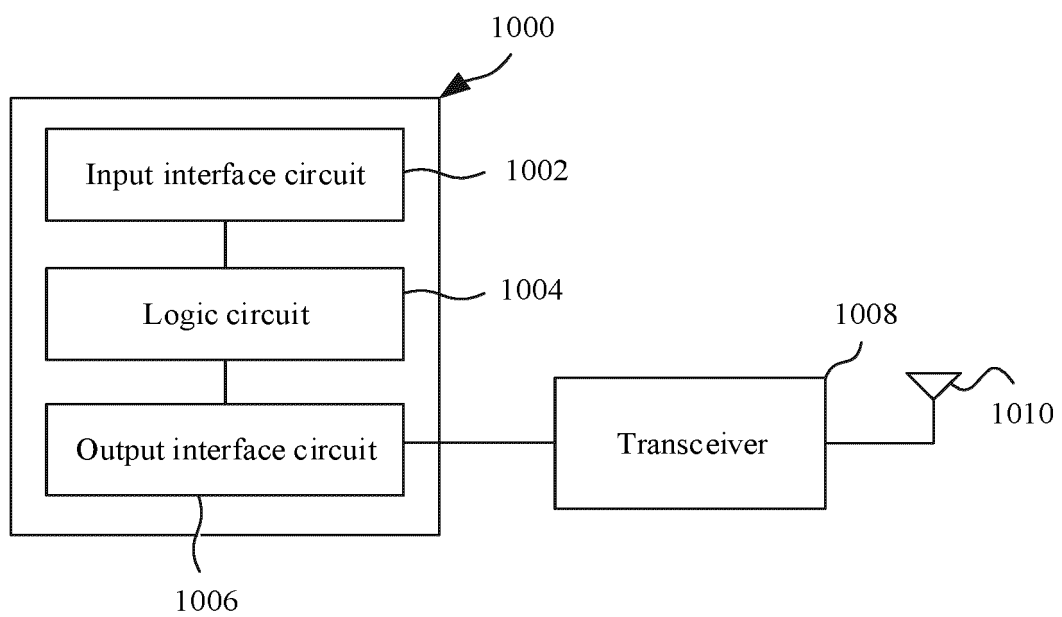 1000
Input interface circuit
1002
Logic circuit
1004
1008
Output interface circuit
Transceiver
1010
1006